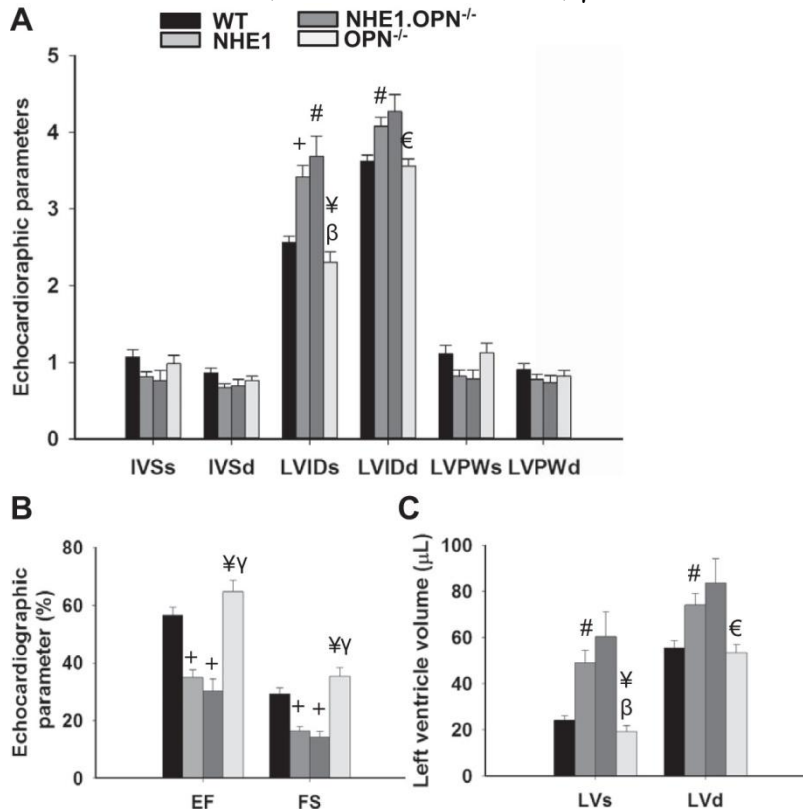 A
WT
NHE1.OPN-/-
NHE1
OPN-/-
Echocardioraphic parameters
5
4
3
2
1
0
+
#
¥
β
#
€
IVSs IVSd LVIDs LVIDd LVPWs LVPWd
B
Echocardiographic
parameter (%)
80
60
40
20
0
+
+
¥γ
+
+
¥γ
EF FS
C
Left ventricle volume (μL)
100
80
60
40
20
0
#
¥
β
#
€
LVs LVd